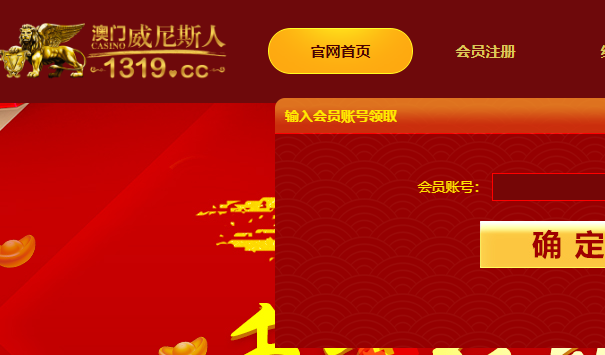 澳门威尼斯人
CASINO
1319.cc
官网首页
会员注册
输入会员账号领取
会员账号：
确 定